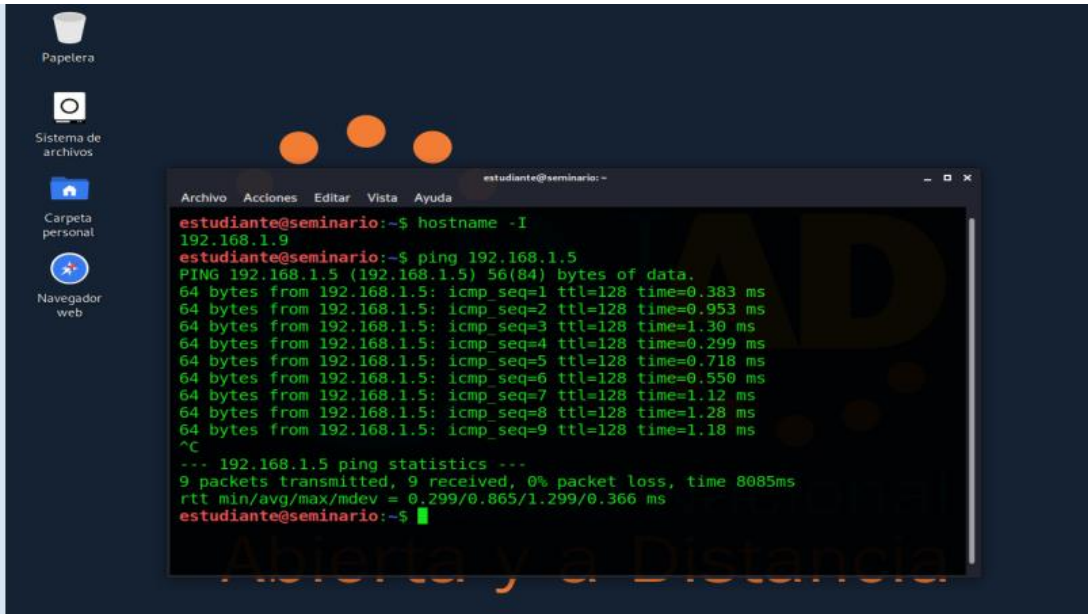 Papelera
Sistema de
archivos
Carpeta
personal
Navegador
web
estudiante@seminario: ~
Archivo Acciones Editar Vista Ayuda
estudiante@seminario:~$ hostname -I
192.168.1.9
estudiante@seminario:~$ ping 192.168.1.5
PING 192.168.1.5 (192.168.1.5) 56(84) bytes of data.
64 bytes from 192.168.1.5: icmp_seq=1 ttl=128 time=0.383 ms
64 bytes from 192.168.1.5: icmp_seq=2 ttl=128 time=0.953 ms
64 bytes from 192.168.1.5: icmp_seq=3 ttl=128 time=1.30 ms
64 bytes from 192.168.1.5: icmp_seq=4 ttl=128 time=0.299 ms
64 bytes from 192.168.1.5: icmp_seq=5 ttl=128 time=0.718 ms
64 bytes from 192.168.1.5: icmp_seq=6 ttl=128 time=0.550 ms
64 bytes from 192.168.1.5: icmp_seq=7 ttl=128 time=1.12 ms
64 bytes from 192.168.1.5: icmp_seq=8 ttl=128 time=1.28 ms
64 bytes from 192.168.1.5: icmp_seq=9 ttl=128 time=1.18 ms
^C
--- 192.168.1.5 ping statistics ---
9 packets transmitted, 9 received, 0% packet loss, time 8085ms
rtt min/avg/max/mdev = 0.299/0.865/1.299/0.366 ms
estudiante@seminario:~$
Abierta y a Distancia